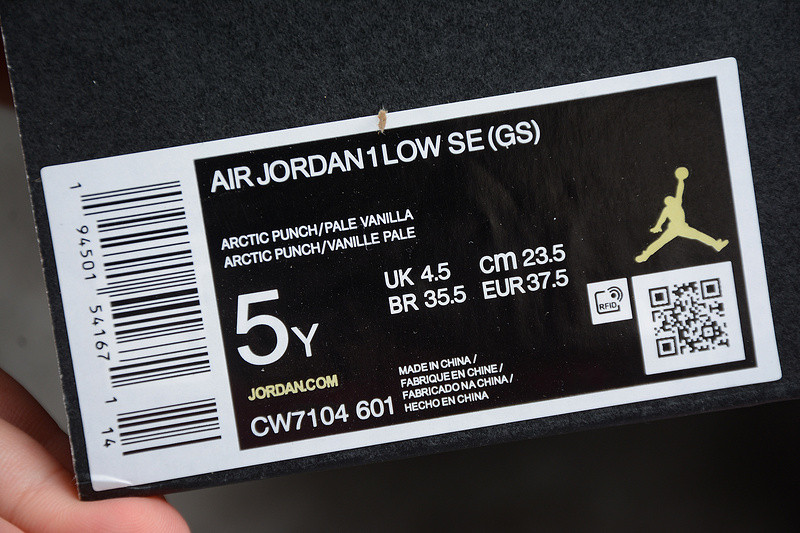 AIR JORDAN 1 LOW SE (GS)
ARCTIC PUNCH/PALE VANILLA
ARCTIC PUNCH/VANILLE PALE
5Y
UK 4.5 cm 23.5
BR 35.5 EUR 37.5
RFID
JORDAN.COM
CW7104 601
MADE IN CHINA /
FABRIQUE EN CHINE /
FABRICADO NA CHINA /
HECHO EN CHINA
1 94501 54167 1 14